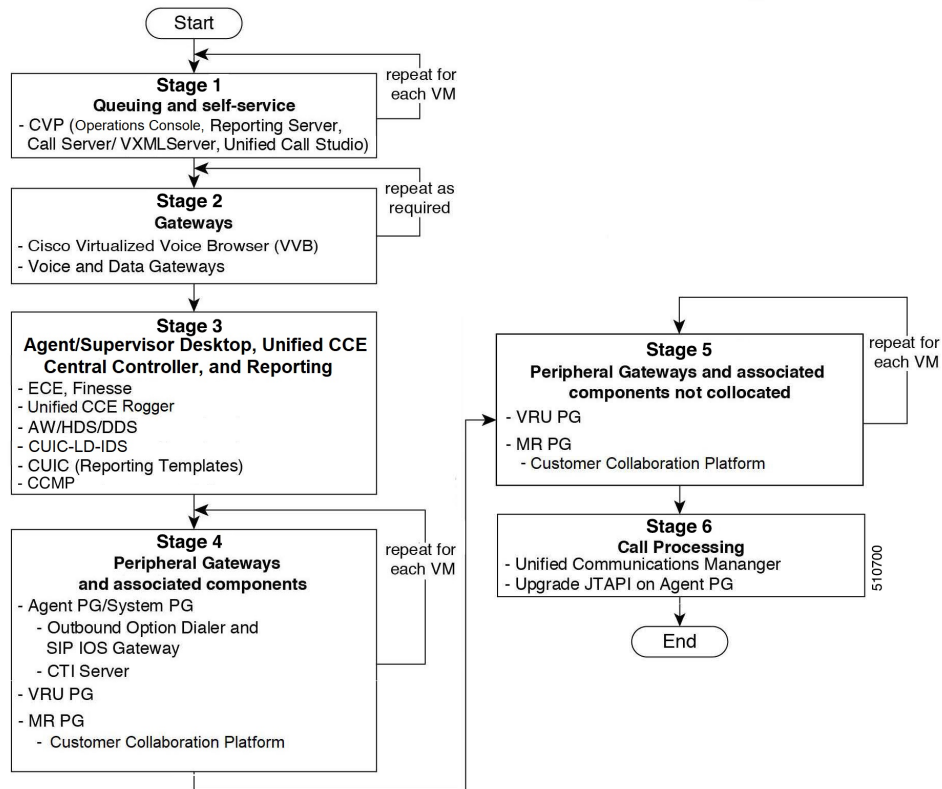 Start
repeat for
each VM
Stage 1
Queuing and self-service
- CVP (Operations Console, Reporting Server,
Call Server/ VXMLServer, Unified Call Studio)
repeat as
required
Stage 2
Gateways
- Cisco Virtualized Voice Browser (VVB)
- Voice and Data Gateways
Stage 3
Agent/Supervisor Desktop, Unified CCE
Central Controller, and Reporting
- ECE, Finesse
- Unified CCE Rogger
- AW/HDS/DDS
- CUIC-LD-IDS
- CUIC (Reporting Templates)
- CCMP
Stage 4
Peripheral Gateways
and associated components
repeat for
each VM
- Agent PG/System PG
- Outbound Option Dialer and
SIP IOS Gateway
- CTI Server
- VRU PG
- MR PG
- Customer Collaboration Platform
Stage 5
Peripheral Gateways and associated
components not collocated
repeat for
each VM
- VRU PG
- MR PG
- Customer Collaboration Platform
Stage 6
Call Processing
- Unified Communications Mananger
- Upgrade JTAPI on Agent PG
510700
End